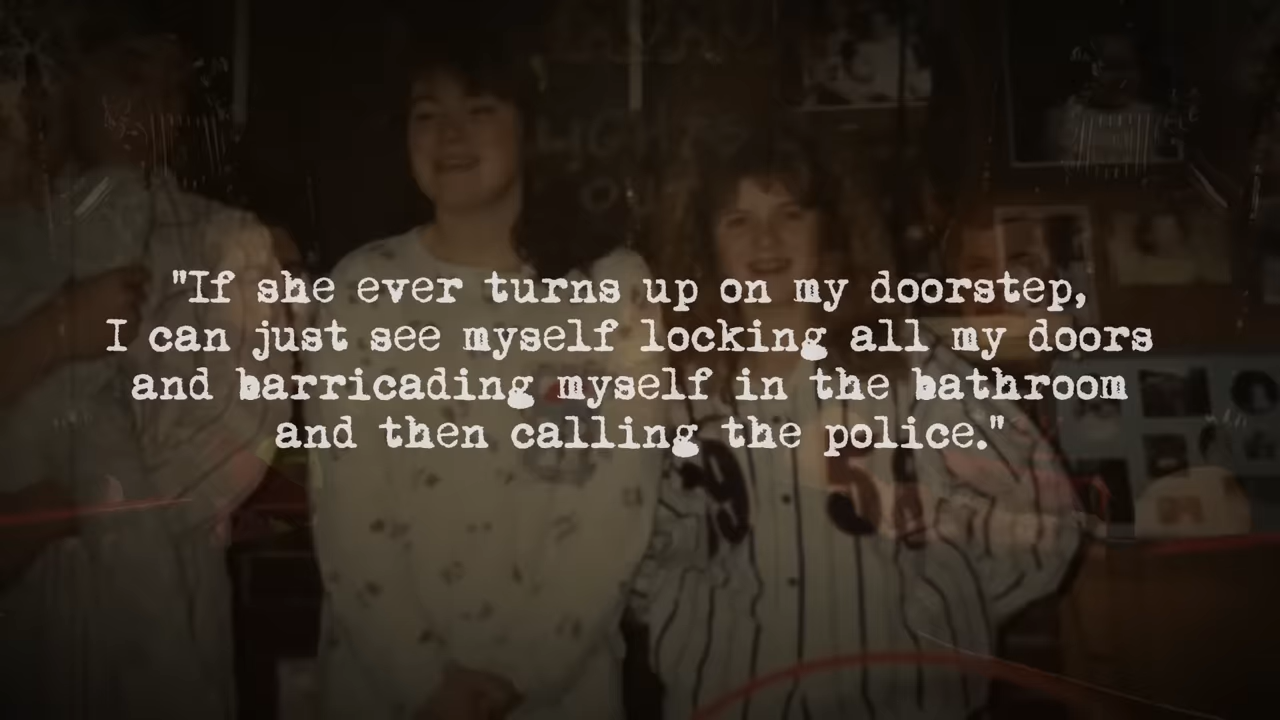 "If she ever turns up on my doorstep,
I can just see myself locking all my doors
and barricading myself in the bathroom
and then calling the police."